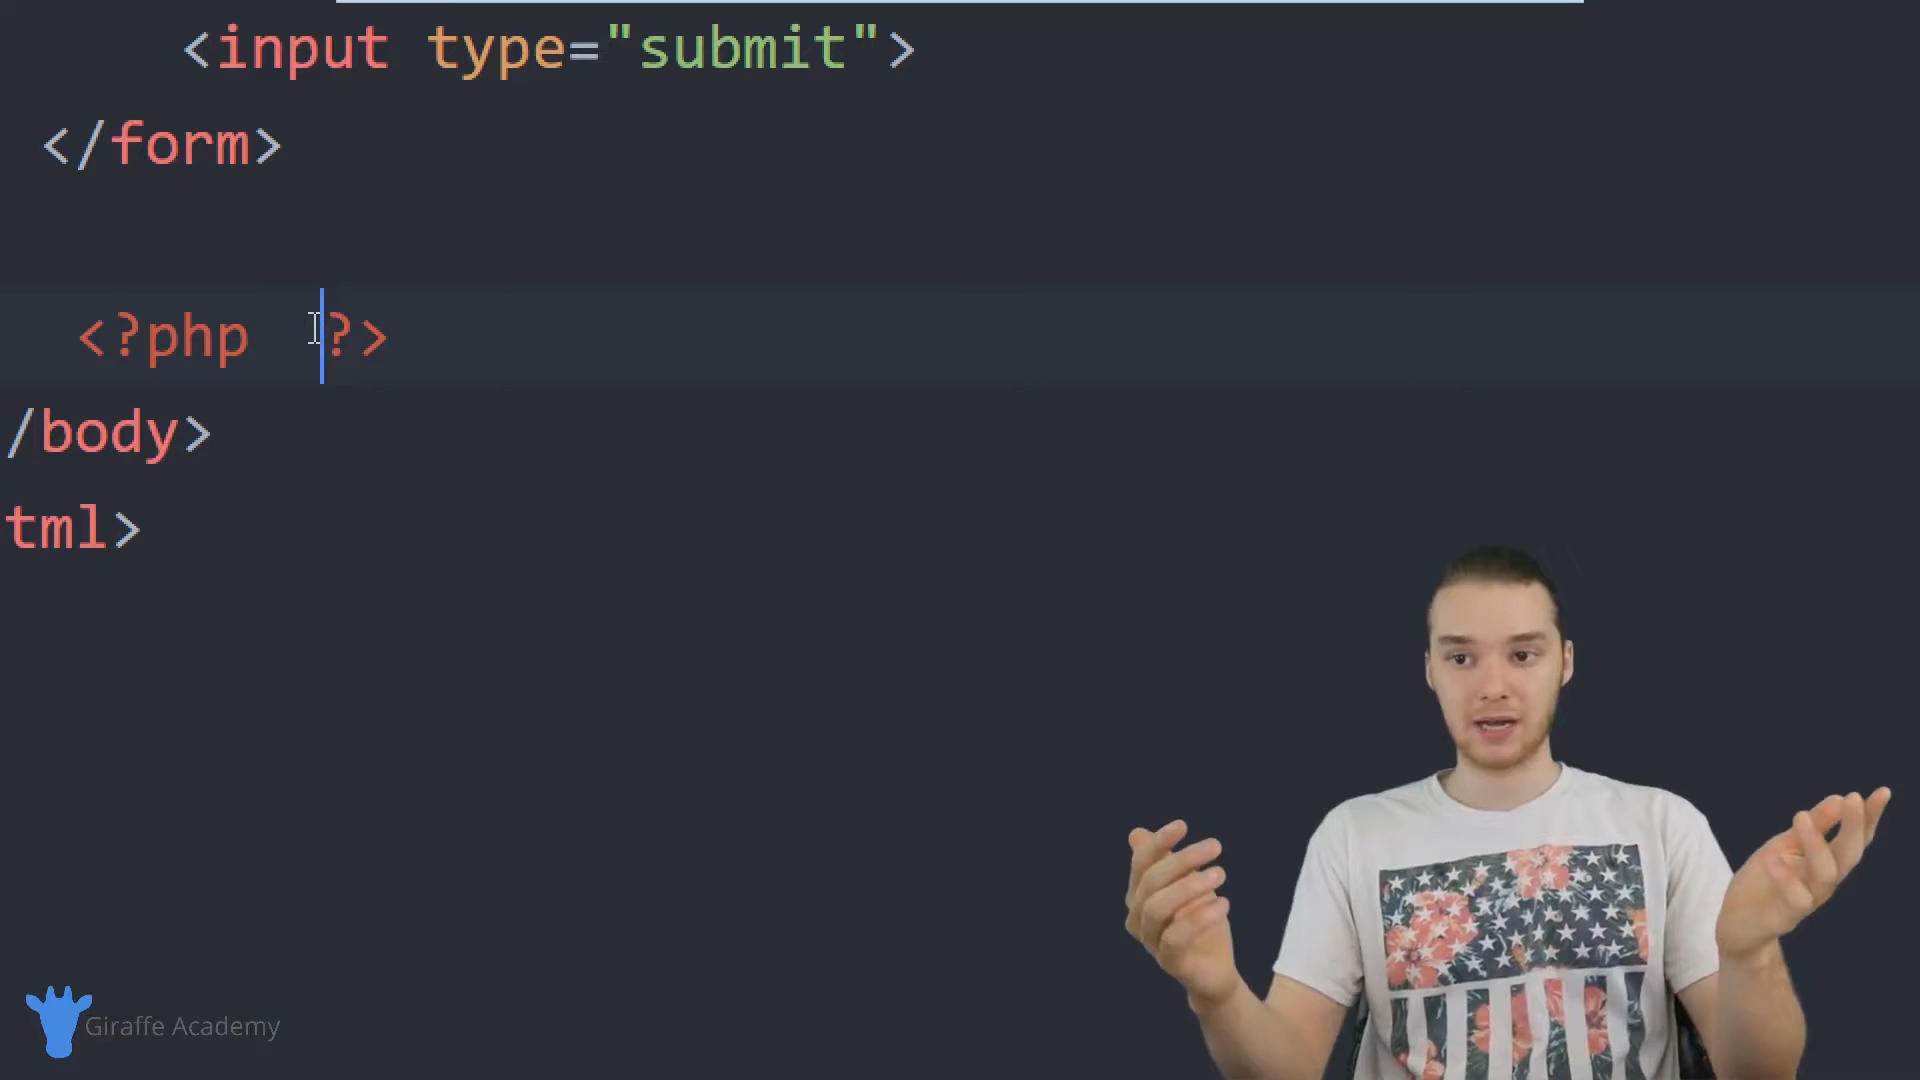 <input type="submit">
</form>
<?php ?>
/body>
tml>
Giraffe Academy